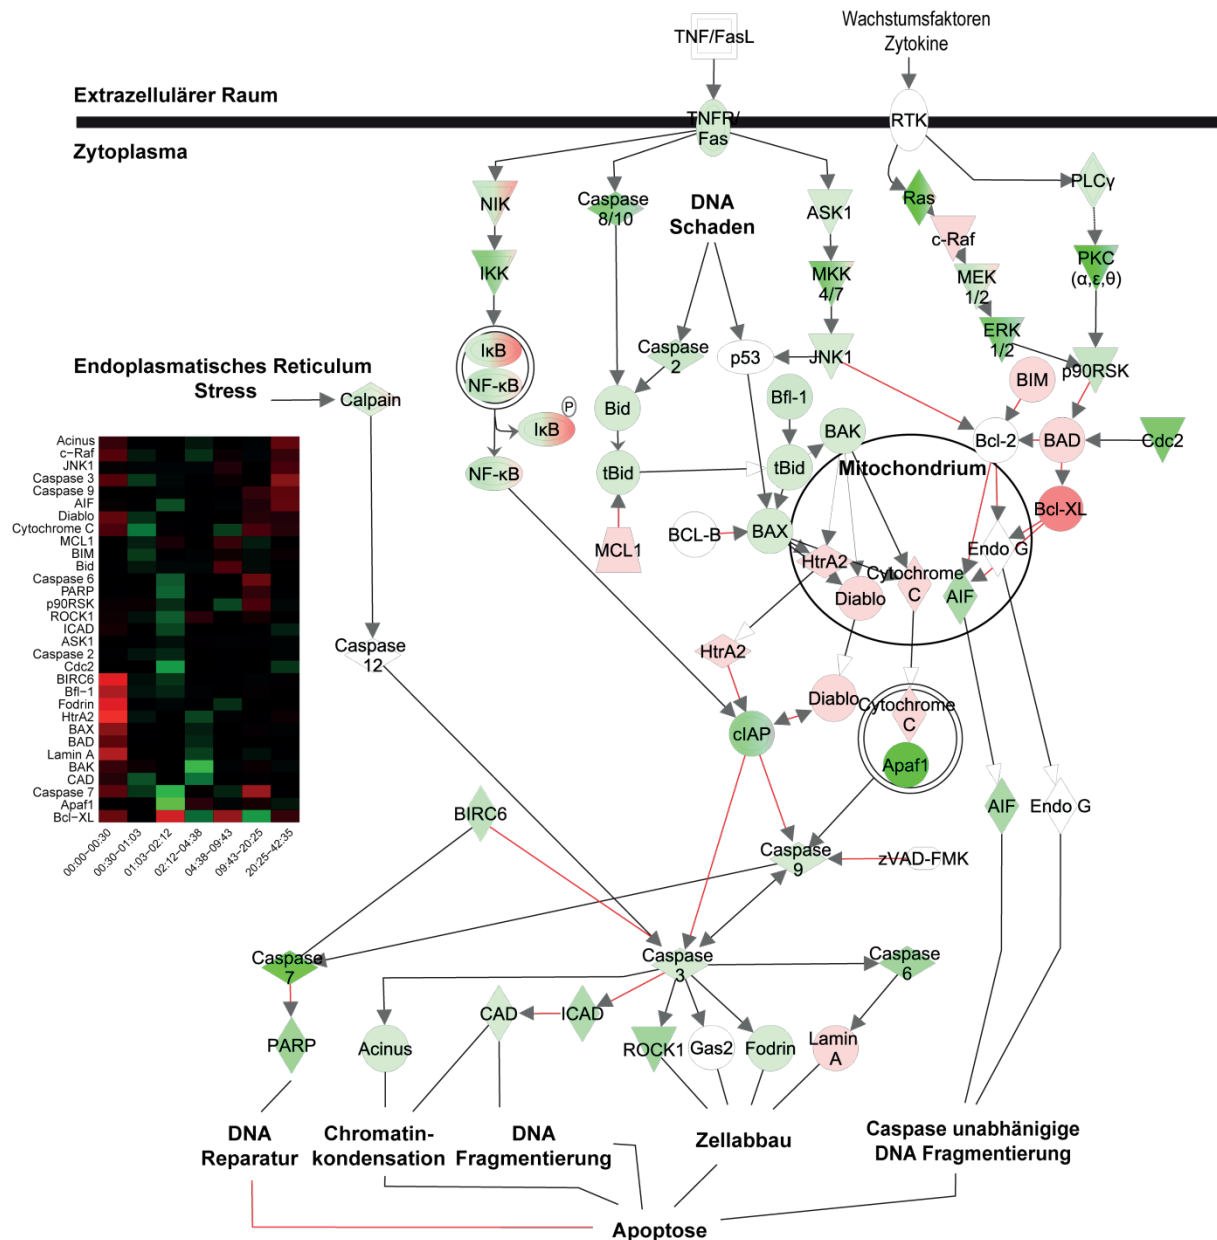 Wachstumsfaktoren
Zytokine
TNF/FasL
Extrazellulärer Raum
TNFR/
Fas
RTK
Zytoplasma
NIK
Caspase
8/10
DNA
Schaden
ASK1
Ras
PLCγ
c-Raf
IKK
MKK
4/7
MEK
1/2
PKC
(α,ε,θ)
ERK
1/2
IκB
NF-κB
Caspase
2
p53
JNK1
BIM
p90RSK
Endoplasmatisches Reticulum
Stress
Calpain
P
IκB
Bid
Bfl-1
BAK
Bcl-2
BAD
Cdc2
NF-κB
tBid
tBid
Mitochondrium
Bcl-XL
MCL1
BCL-B
BAX
HtrA2
Endo G
Cytochrome
C
Diablo
AIF
Caspase
12
HtrA2
Diablo
Cytochrome
C
cIAP
Apaf1
BIRC6
AIF
Endo G
Caspase
9
zVAD-FMK
Caspase
7
Caspase
3
Caspase
6
CAD
ICAD
PARP
Acinus
ROCK1
Gas2
Fodrin
Lamin
A
DNA
Reparatur
Chromatin-
kondensation
DNA
Fragmentierung
Zellabbau
Caspase unabhänigige
DNA Fragmentierung
Apoptose
Acinus
c−Raf
JNK1
Caspase 3
Caspase 9
AIF
Diablo
Cytochrome C
MCL1
BIM
Bid
Caspase 6
PARP
p90RSK
ROCK1
ICAD
ASK1
Caspase 2
Cdc2
BIRC6
Bfl−1
Fodrin
HtrA2
BAX
BAD
Lamin A
BAK
CAD
Caspase 7
Apaf1
Bcl−XL
00:00−00:30
00:30−01:03
01:03−02:12
02:12−04:38
04:38−09:43
09:43−20:25
20:25−42:35